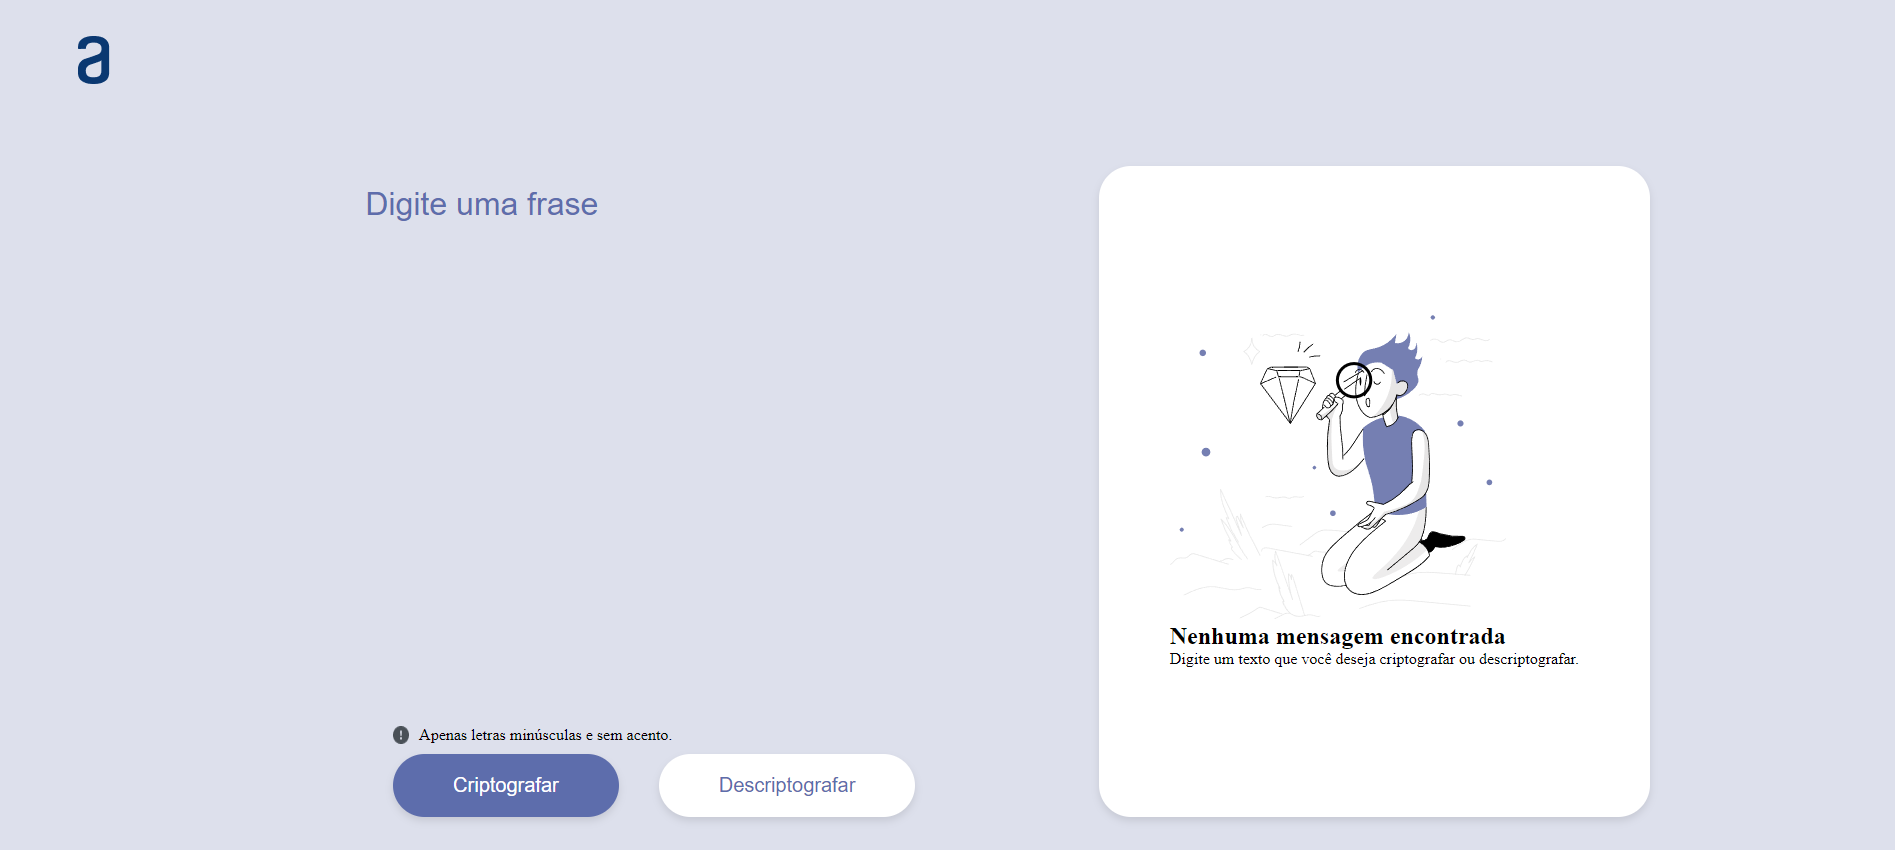 a
Digite uma frase
Nenhuma mensagem encontrada
Digite um texto que você deseja criptografar ou descriptografar.
Apenas letras minúsculas e sem acento.
Criptografar
Descriptografar